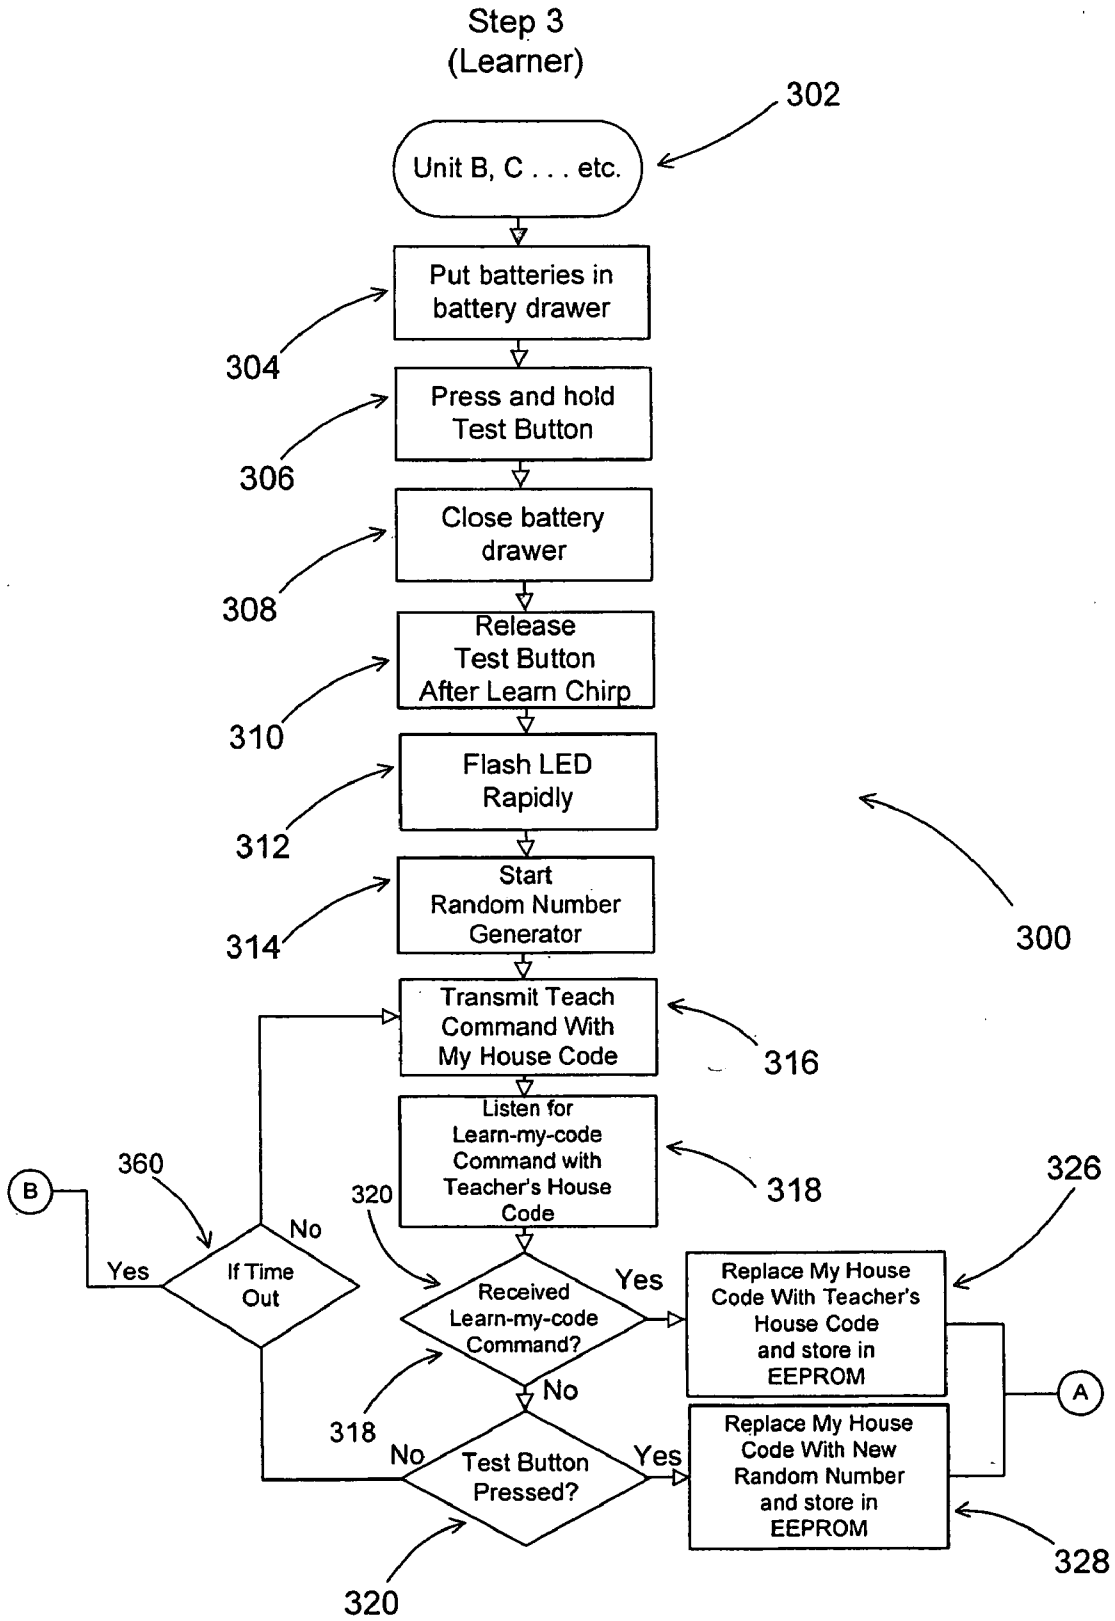 Step 3
(Learner)
302
Unit B, C . . . etc.
Put batteries in
battery drawer
304
Press and hold
Test Button
306
Close battery
drawer
308
Release
Test Button
After Learn Chirp
310
Flash LED
Rapidly
312
Start
Random Number
Generator
314
300
Transmit Teach
Command With
My House Code
316
Listen for
Learn-my-code
Command with
Teacher's House
Code
318
326
360
320
B
No
Yes
If Time
Out
Received
Learn-my-code
Command?
Yes
Replace My House
Code With Teacher's
House Code
and store in
EEPROM
A
318
No
No
Test Button
Pressed?
Yes
Replace My House
Code With New
Random Number
and store in
EEPROM
320
328